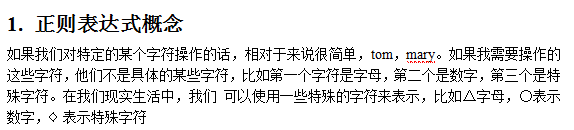 1. 正则表达式概念
如果我们对特定的某个字符操作的话，相对于来说很简单，tom，mary。如果我需要操作的
这些字符，他们不是具体的某些字符，比如第一个字符是字母，第二个是数字，第三个是特
殊字符。在我们现实生活中，我们 可以使用一些特殊的字符来表示，比如△字母，○表示
数字，◇ 表示特殊字符